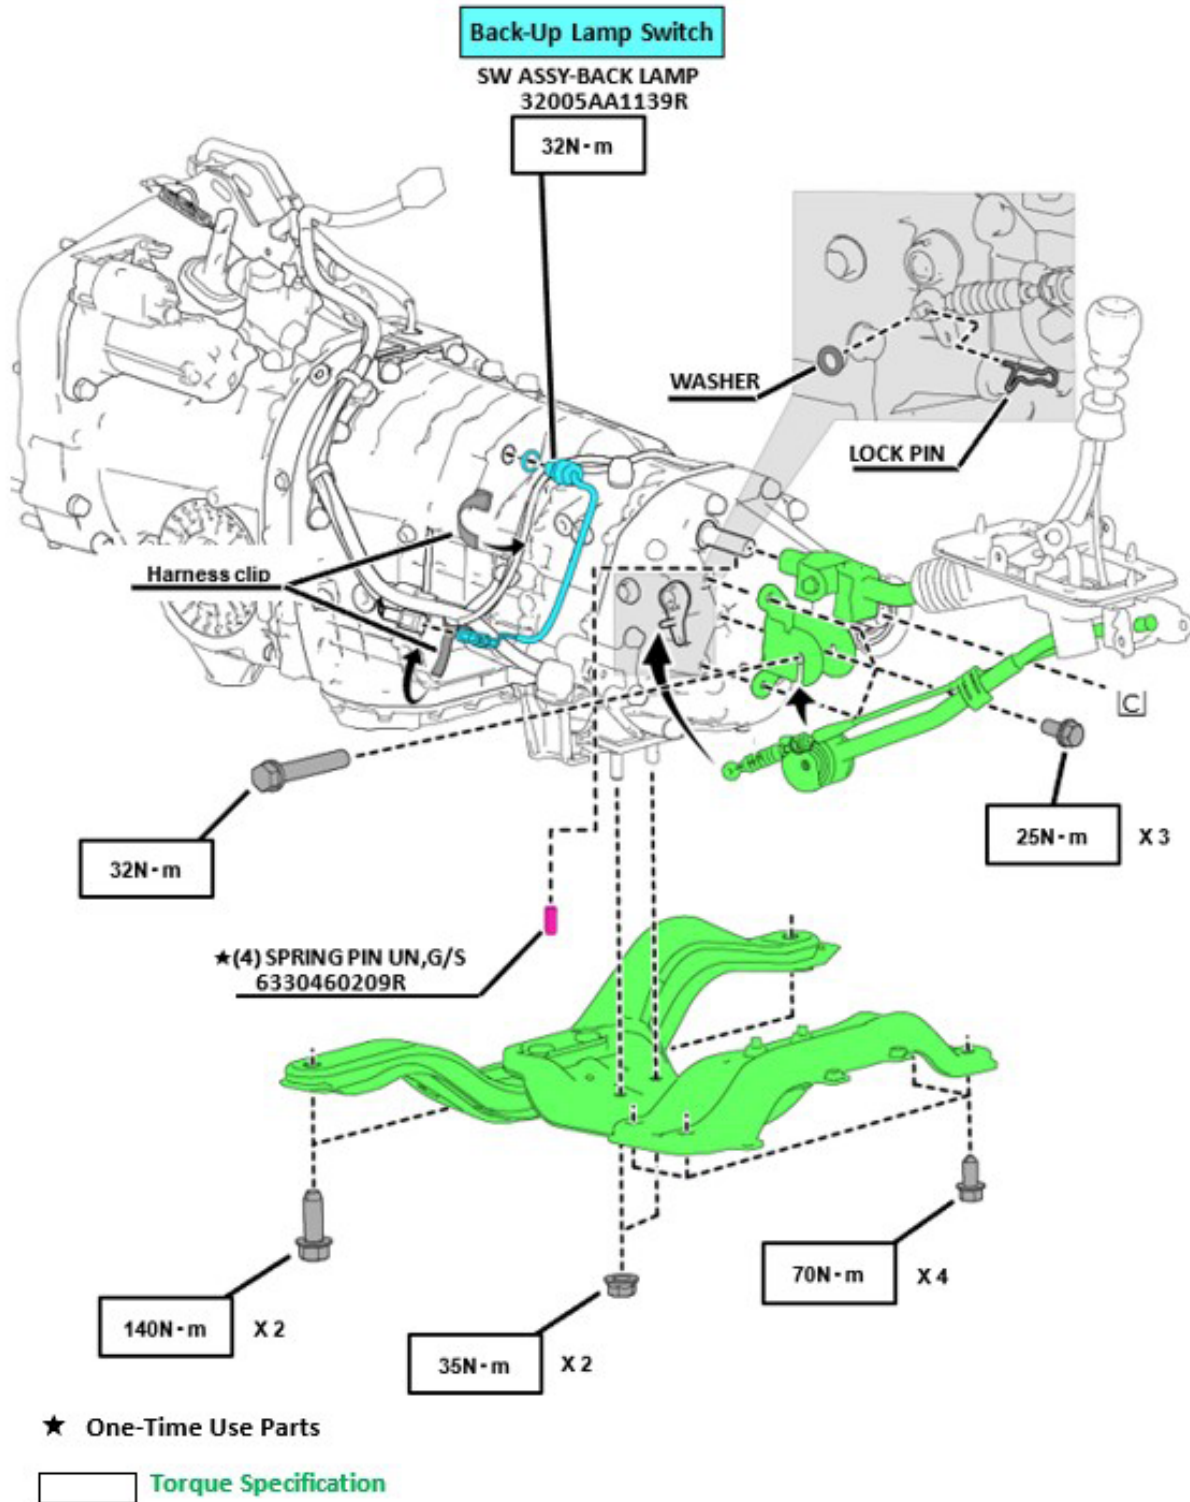 Back-Up Lamp Switch
SW ASSY-BACK LAMP
32005AA1139R
32N·m
WASHER
LOCK PIN
Harness clip
C
32N·m
25N·m X 3
★(4) SPRING PIN UN,G/S
6330460209R
70N·m X 4
140N·m X 2
35N·m X 2
★ One-Time Use Parts
Torque Specification